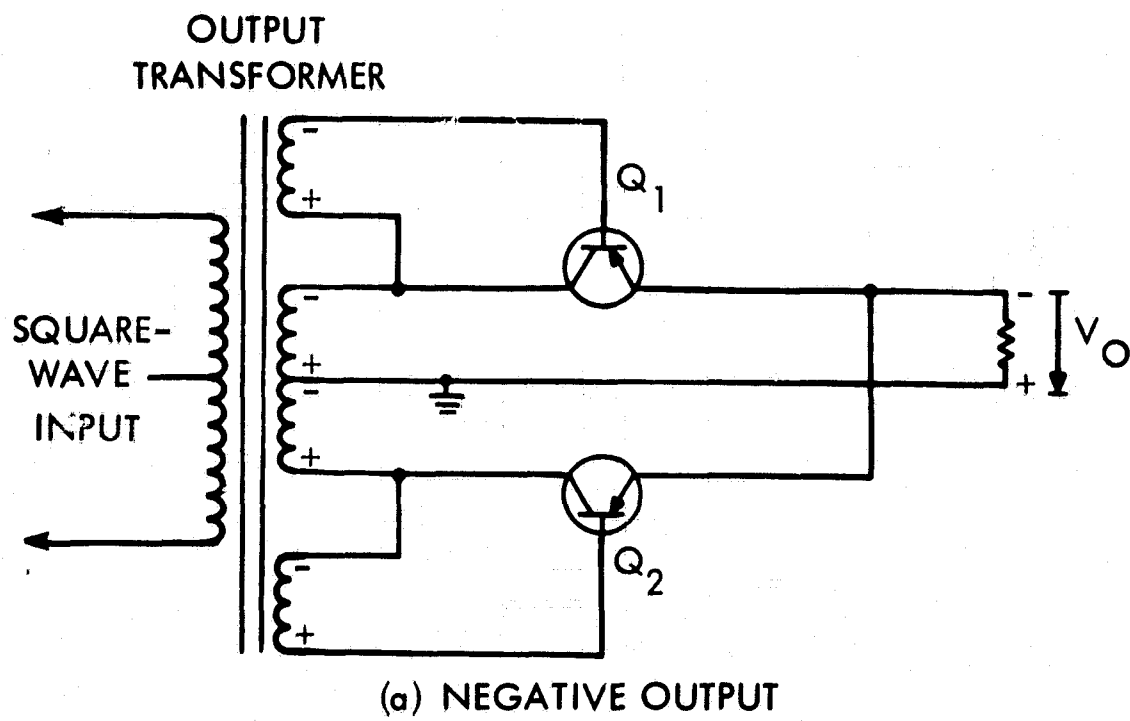 OUTPUT
TRANSFORMER
-
+
Q1
-
+
-
+
-
+
SQUARE-
WAVE
INPUT
-
+
VO
Q2
(a) NEGATIVE OUTPUT